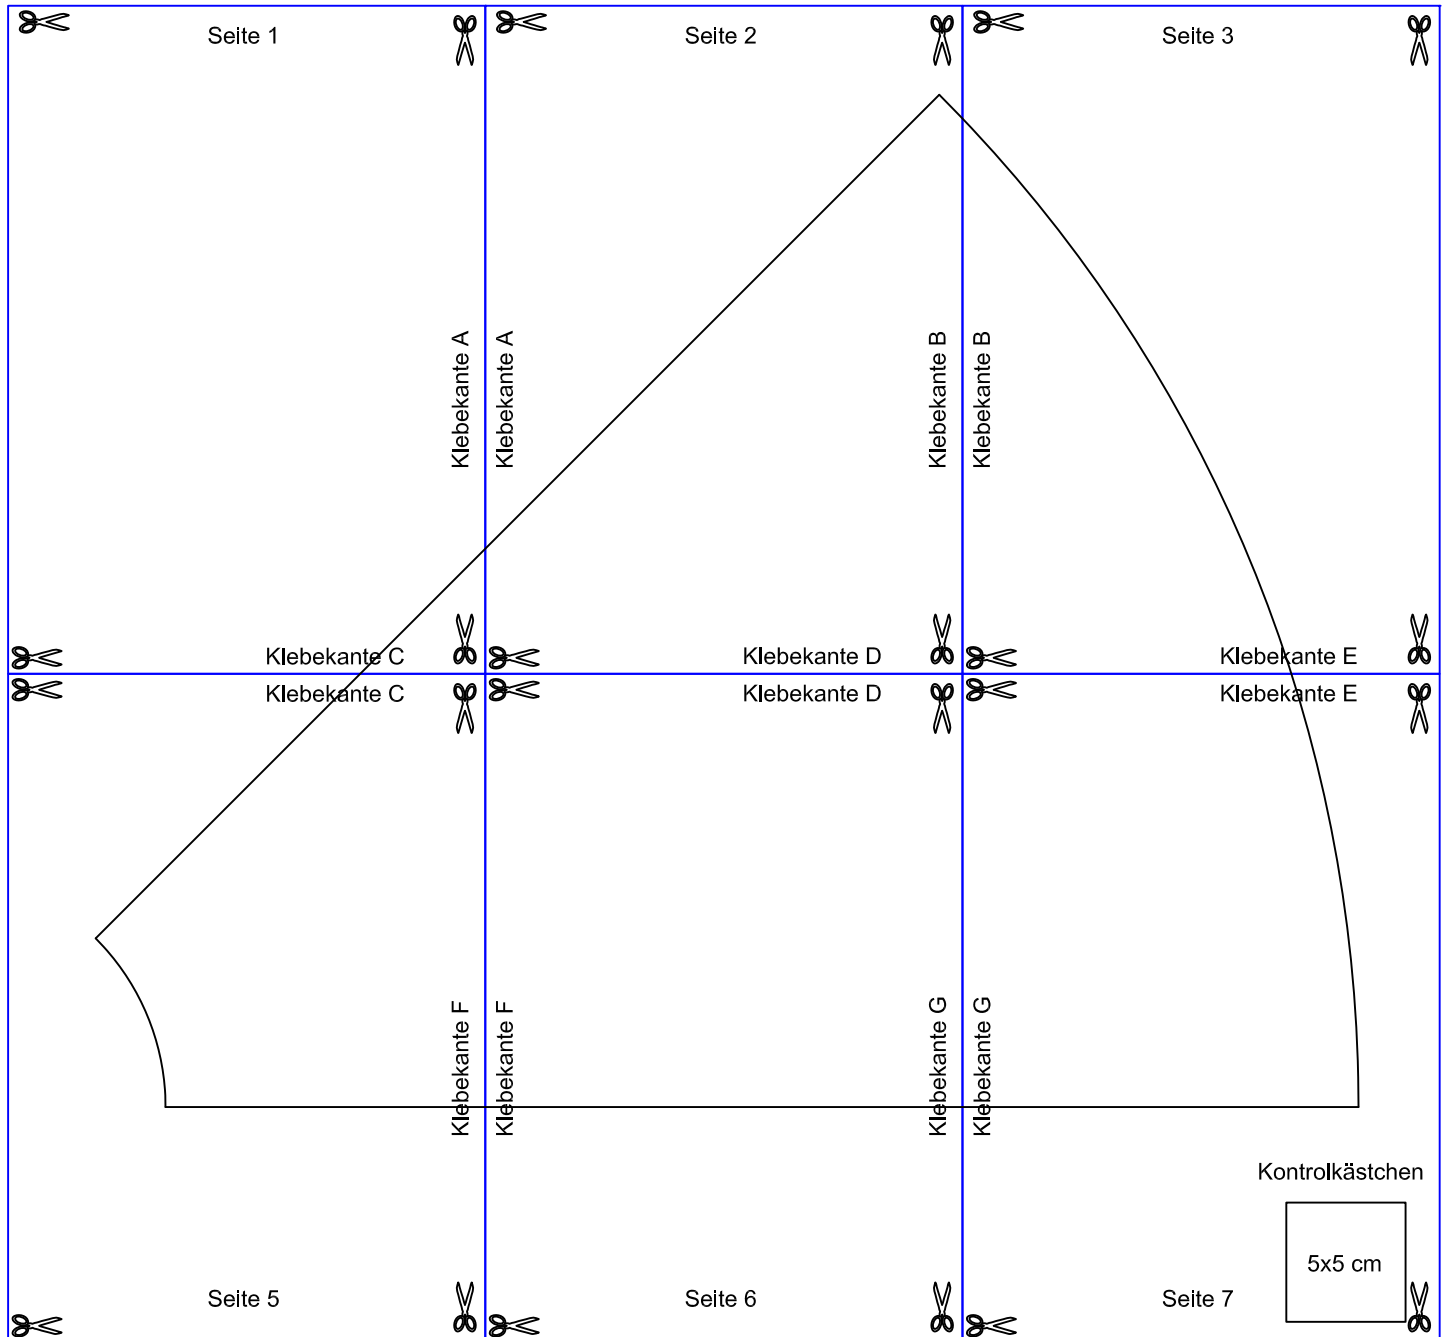 Seite 1
Seite 2
Seite 3
Klebekante A
Klebekante A
Klebekante B
Klebekante B
Klebekante C
Klebekante D
Klebekante E
Klebekante C
Klebekante D
Klebekante E
Klebekante F
Klebekante F
Klebekante G
Klebekante G
Kontrolkästchen
5x5 cm
Seite 5
Seite 6
Seite 7